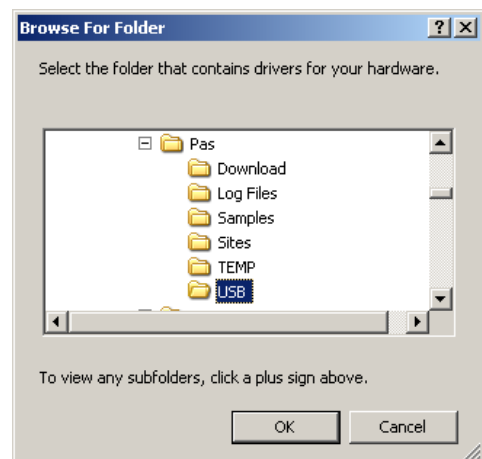 Browse For Folder
Select the folder that contains drivers for your hardware.
Pas
Download
Log Files
Samples
Sites
TEMP
USB
To view any subfolders, click a plus sign above.
OK
Cancel